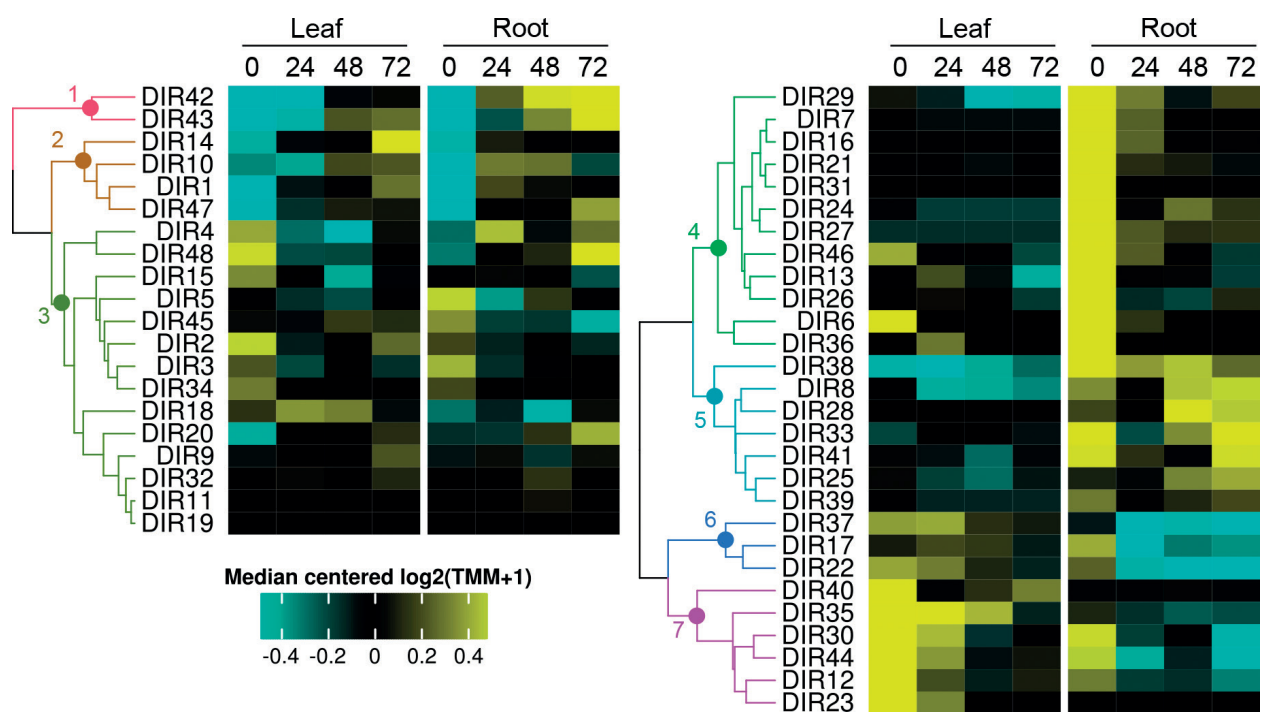 Leaf Root
0 24 48 72 0 24 48 72
1
DIR42
DIR43
2
DIR14
DIR10
DIR1
DIR47
DIR4
DIR48
DIR15
DIR5
3
DIR45
DIR2
DIR3
DIR34
DIR18
DIR20
DIR9
DIR32
DIR11
DIR19
Median centered log2(TMM+1)
-0.4 -0.2 0 0.2 0.4
Leaf Root
0 24 48 72 0 24 48 72
DIR29
DIR7
DIR16
DIR21
DIR31
DIR24
4
DIR27
DIR46
DIR13
DIR26
DIR6
DIR36
DIR38
DIR8
5
DIR28
DIR33
DIR41
DIR25
DIR39
6
DIR37
DIR17
DIR22
DIR40
7
DIR35
DIR30
DIR44
DIR12
DIR23